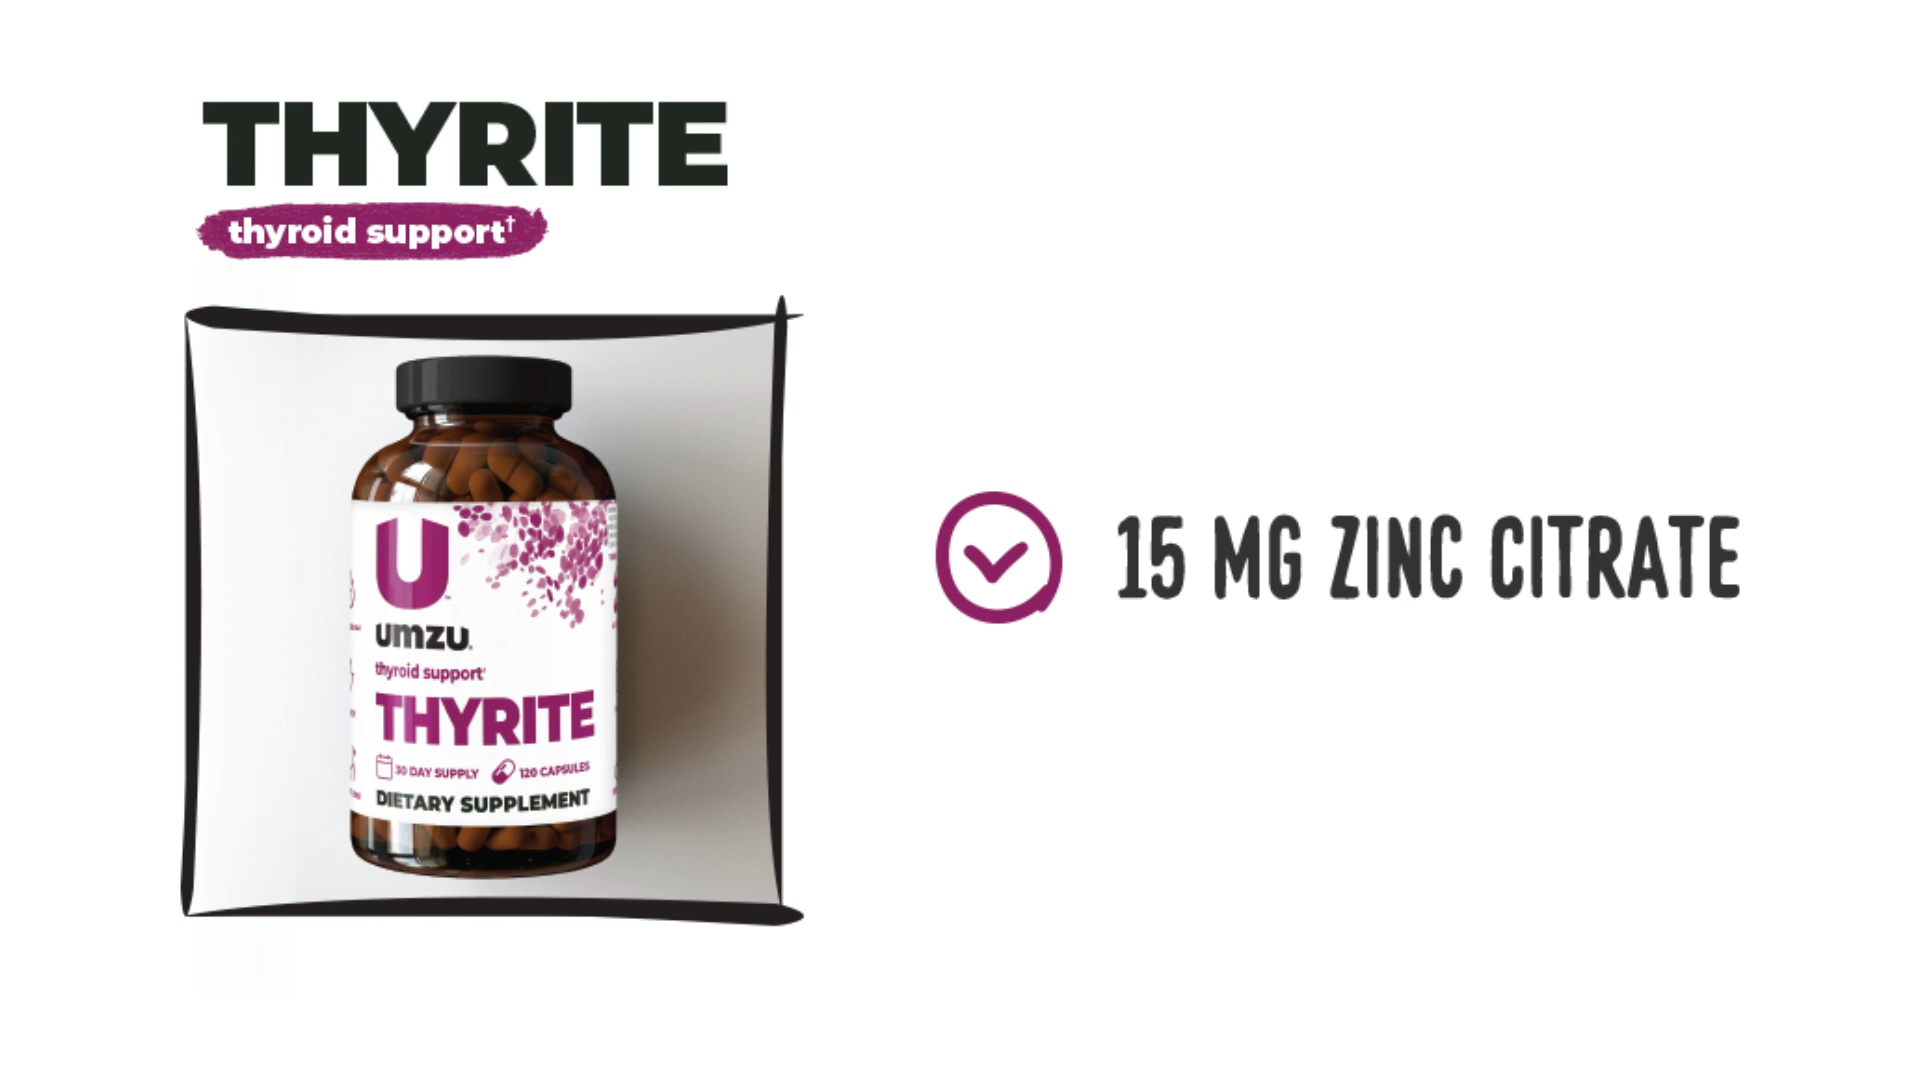 THYRITE
thyroid support†
U
umzu
thyroid support†
THYRITE
30 DAY SUPPLY 120 CAPSULES
DIETARY SUPPLEMENT
15 MG ZINC CITRATE